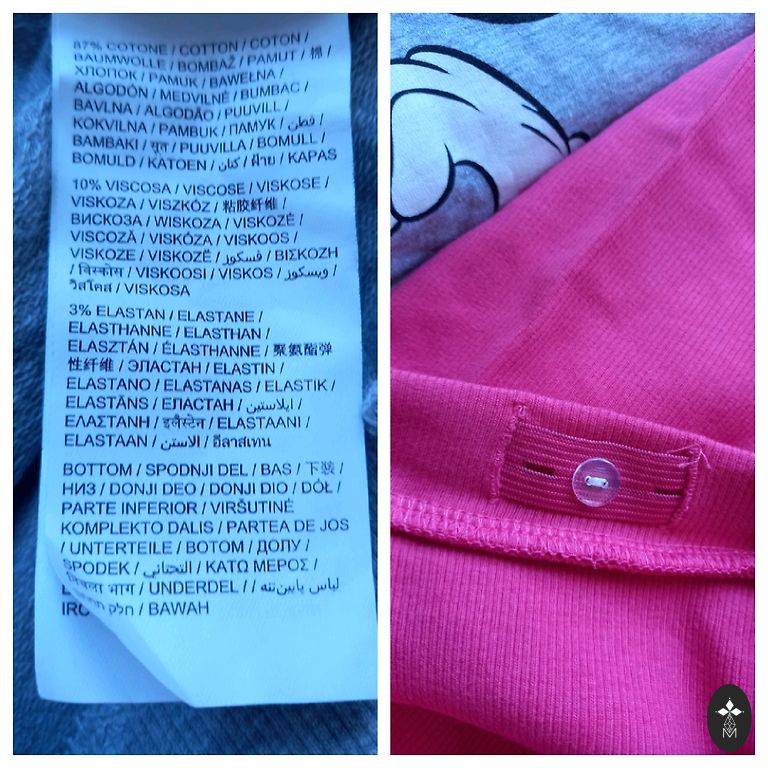 87% COTONE / COTTON / COTON /
BAUMWOLLE / BOMBAŽ / PAMUT / 棉 /
ХЛОПОК / PAMUK / BAWEŁNA /
ALGODÓN / MEDVILNĖ / BUMBAC /
BAVLNA / ALGODÃO / PUUVILL /
KOKVILNA / PAMBUK / ПАМУК / قطن /
BAMBAKI / सूत / PUUVILLA / BOMULL /
BOMULD / KATOEN / كتان / ฝ้าย / KAPAS
10% VISCOSA / VISCOSE / VISKOSE /
VISKOZA / VISZKÓZ / 粘胶纤维 /
ВИСКОЗА / WISKOZA / VISKOZĖ /
VISCOZĂ / VISKÓZA / VISKOOS /
VISKOZE / VISKOZË / فسكوز / ΒΙΣΚΟΖΗ
/ विस्कोस / VISKOOSI / VISKOS / ويسكوز /
วิสโคส / VISKOSA
3% ELASTAN / ELASTANE /
ELASTHANNE / ELASTHAN /
ELASZTÁN / ÉLASTHANNE / 聚氨酯弹
性纤维 / ЭЛАСТАН / ELASTIN /
ELASTANO / ELASTANAS / ELASTIK /
ELASTĀNS / ЕЛАСТАН / ايلاستين /
ΕΛΑΣΤΑΝΗ / इलैस्टेन / ELASTAANI /
ELASTAAN / الاستن / อีลาสเทน
BOTTOM / SPODNJI DEL / BAS / 下装 /
НИЗ / DONJI DEO / DONJI DIO / DÓŁ /
PARTE INFERIOR / VIRŠUTINĖ
KOMPLEKTO DALIS / PARTEA DE JOS
/ UNTERTEILE / BOTOM / ДОЛУ /
SPODEK / التحتاني / ΚΑΤΩ ΜΕΡΟΣ /
निचला भाग / UNDERDEL / / لباس پایین‌تنه /
חלק / BAWAH
M